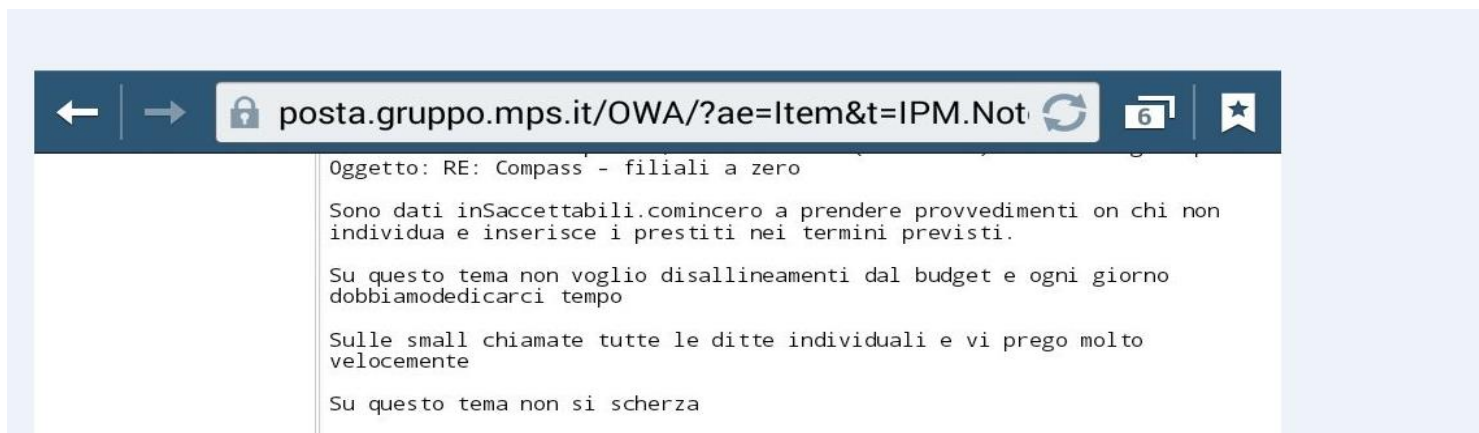 posta.gruppo.mps.it/OWA/?ae=Item&t=IPM.Not
6
Oggetto: RE: Compass - filiali a zero
Sono dati inSaccettabili.comincero a prendere provvedimenti on chi non
individua e inserisce i prestiti nei termini previsti.
Su questo tema non voglio disallineamenti dal budget e ogni giorno
dobbiamodedicarci tempo
Sulle small chiamate tutte le ditte individuali e vi prego molto
velocemente
Su questo tema non si scherza